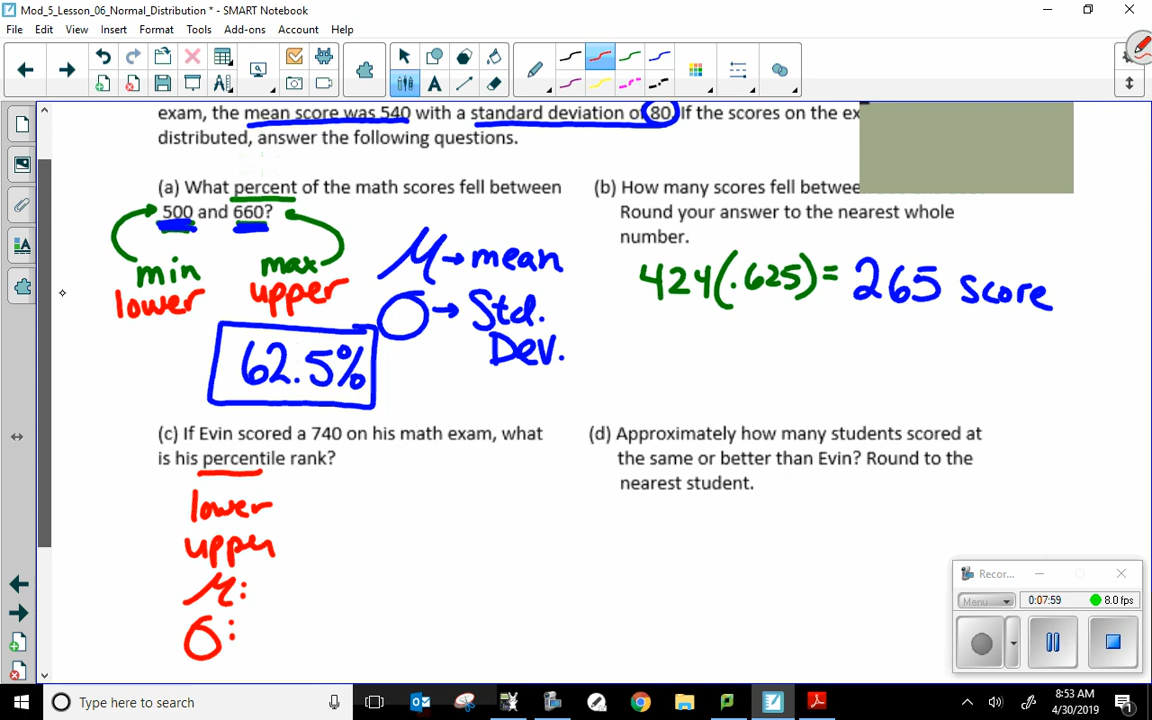 Mod_5_Lesson_06_Normal_Distribution * - SMART Notebook
File Edit View Insert Format Tools Add-ons Account Help
exam, the mean score was 540 with a standard deviation of 80. If the scores on the ex
distributed, answer the following questions.
(a) What percent of the math scores fell between
500 and 660?
min max
lower upper
μ → mean
σ → Std.
Dev.
62.5%
(b) How many scores fell betwee
Round your answer to the nearest whole
number.
424(.625) = 265 score
(c) If Evin scored a 740 on his math exam, what
is his percentile rank?
lower
upper
μ:
σ:
(d) Approximately how many students scored at
the same or better than Evin? Round to the
nearest student.
Recor...
Menu 0:07:59 8.0 fps
Type here to search
8:53 AM
4/30/2019